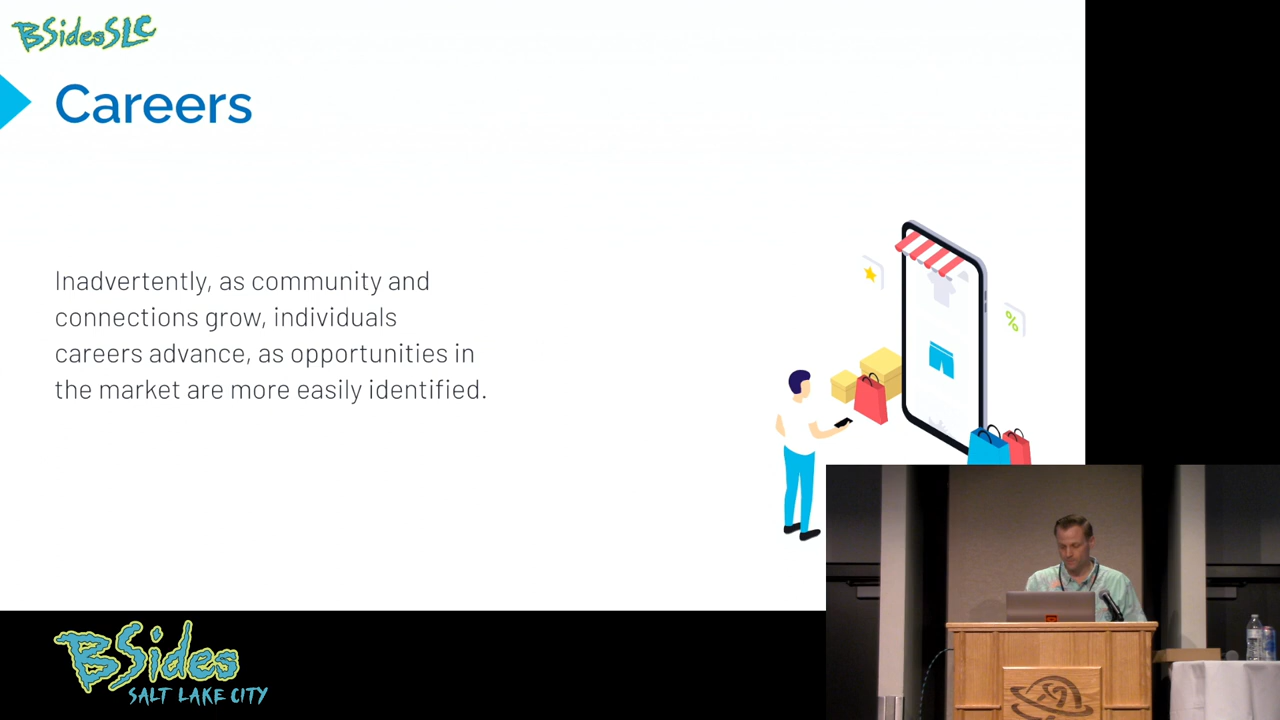 BSidesSLC
Careers
Inadvertently, as community and
connections grow, individuals
careers advance, as opportunities in
the market are more easily identified.
%
BSides
SALT LAKE CITY